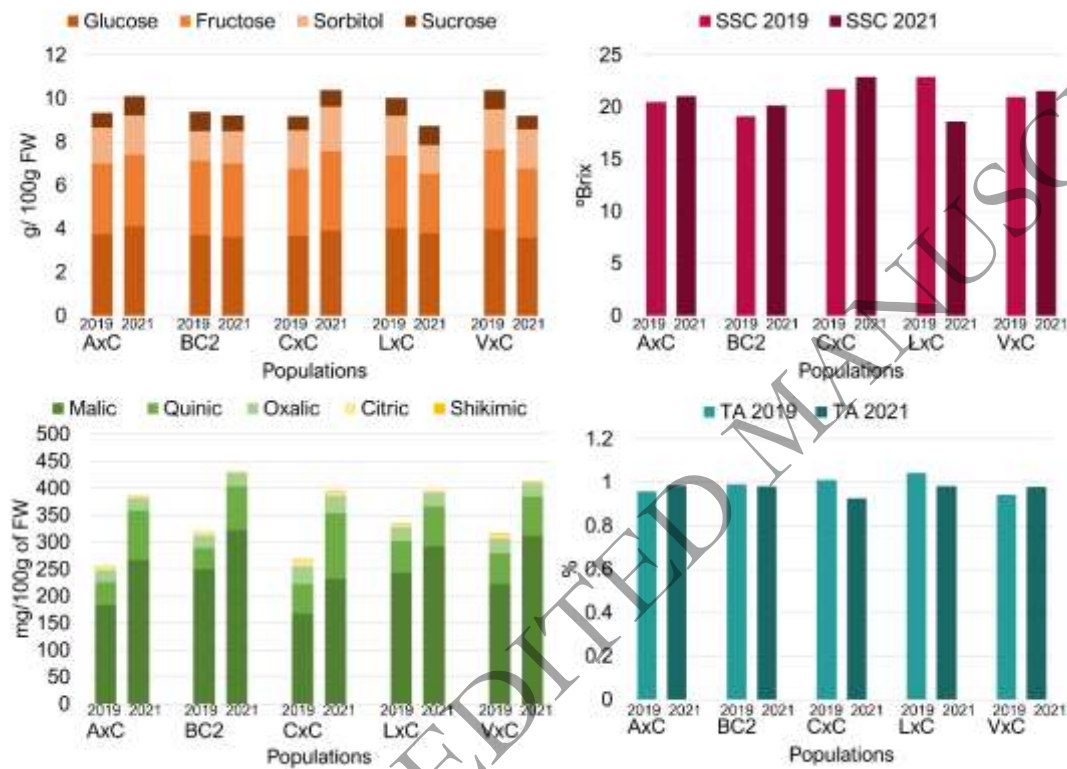 Glucose Fructose Sorbitol Sucrose
12
10
8
6
4
2
0
g/ 100g FW
2019 2021 2019 2021 2019 2021 2019 2021 2019 2021
AxC BC2 CxC LxC VxC
Populations
SSC 2019 SSC 2021
25
20
15
10
5
0
ºBrix
2019 2021 2019 2021 2019 2021 2019 2021 2019 2021
AxC BC2 CxC LxC VxC
Populations
Malic Quinic Oxalic Citric Shikimic
500
450
400
350
300
250
200
150
100
50
0
mg/100g of FW
2019 2021 2019 2021 2019 2021 2019 2021 2019 2021
AxC BC2 CxC LxC VxC
Populations
TA 2019 TA 2021
1.2
1
0.8
0.6
0.4
0.2
0
%
2019 2021 2019 2021 2019 2021 2019 2021 2019 2021
AxC BC2 CxC LxC VxC
Populations
EDITED MANUSC